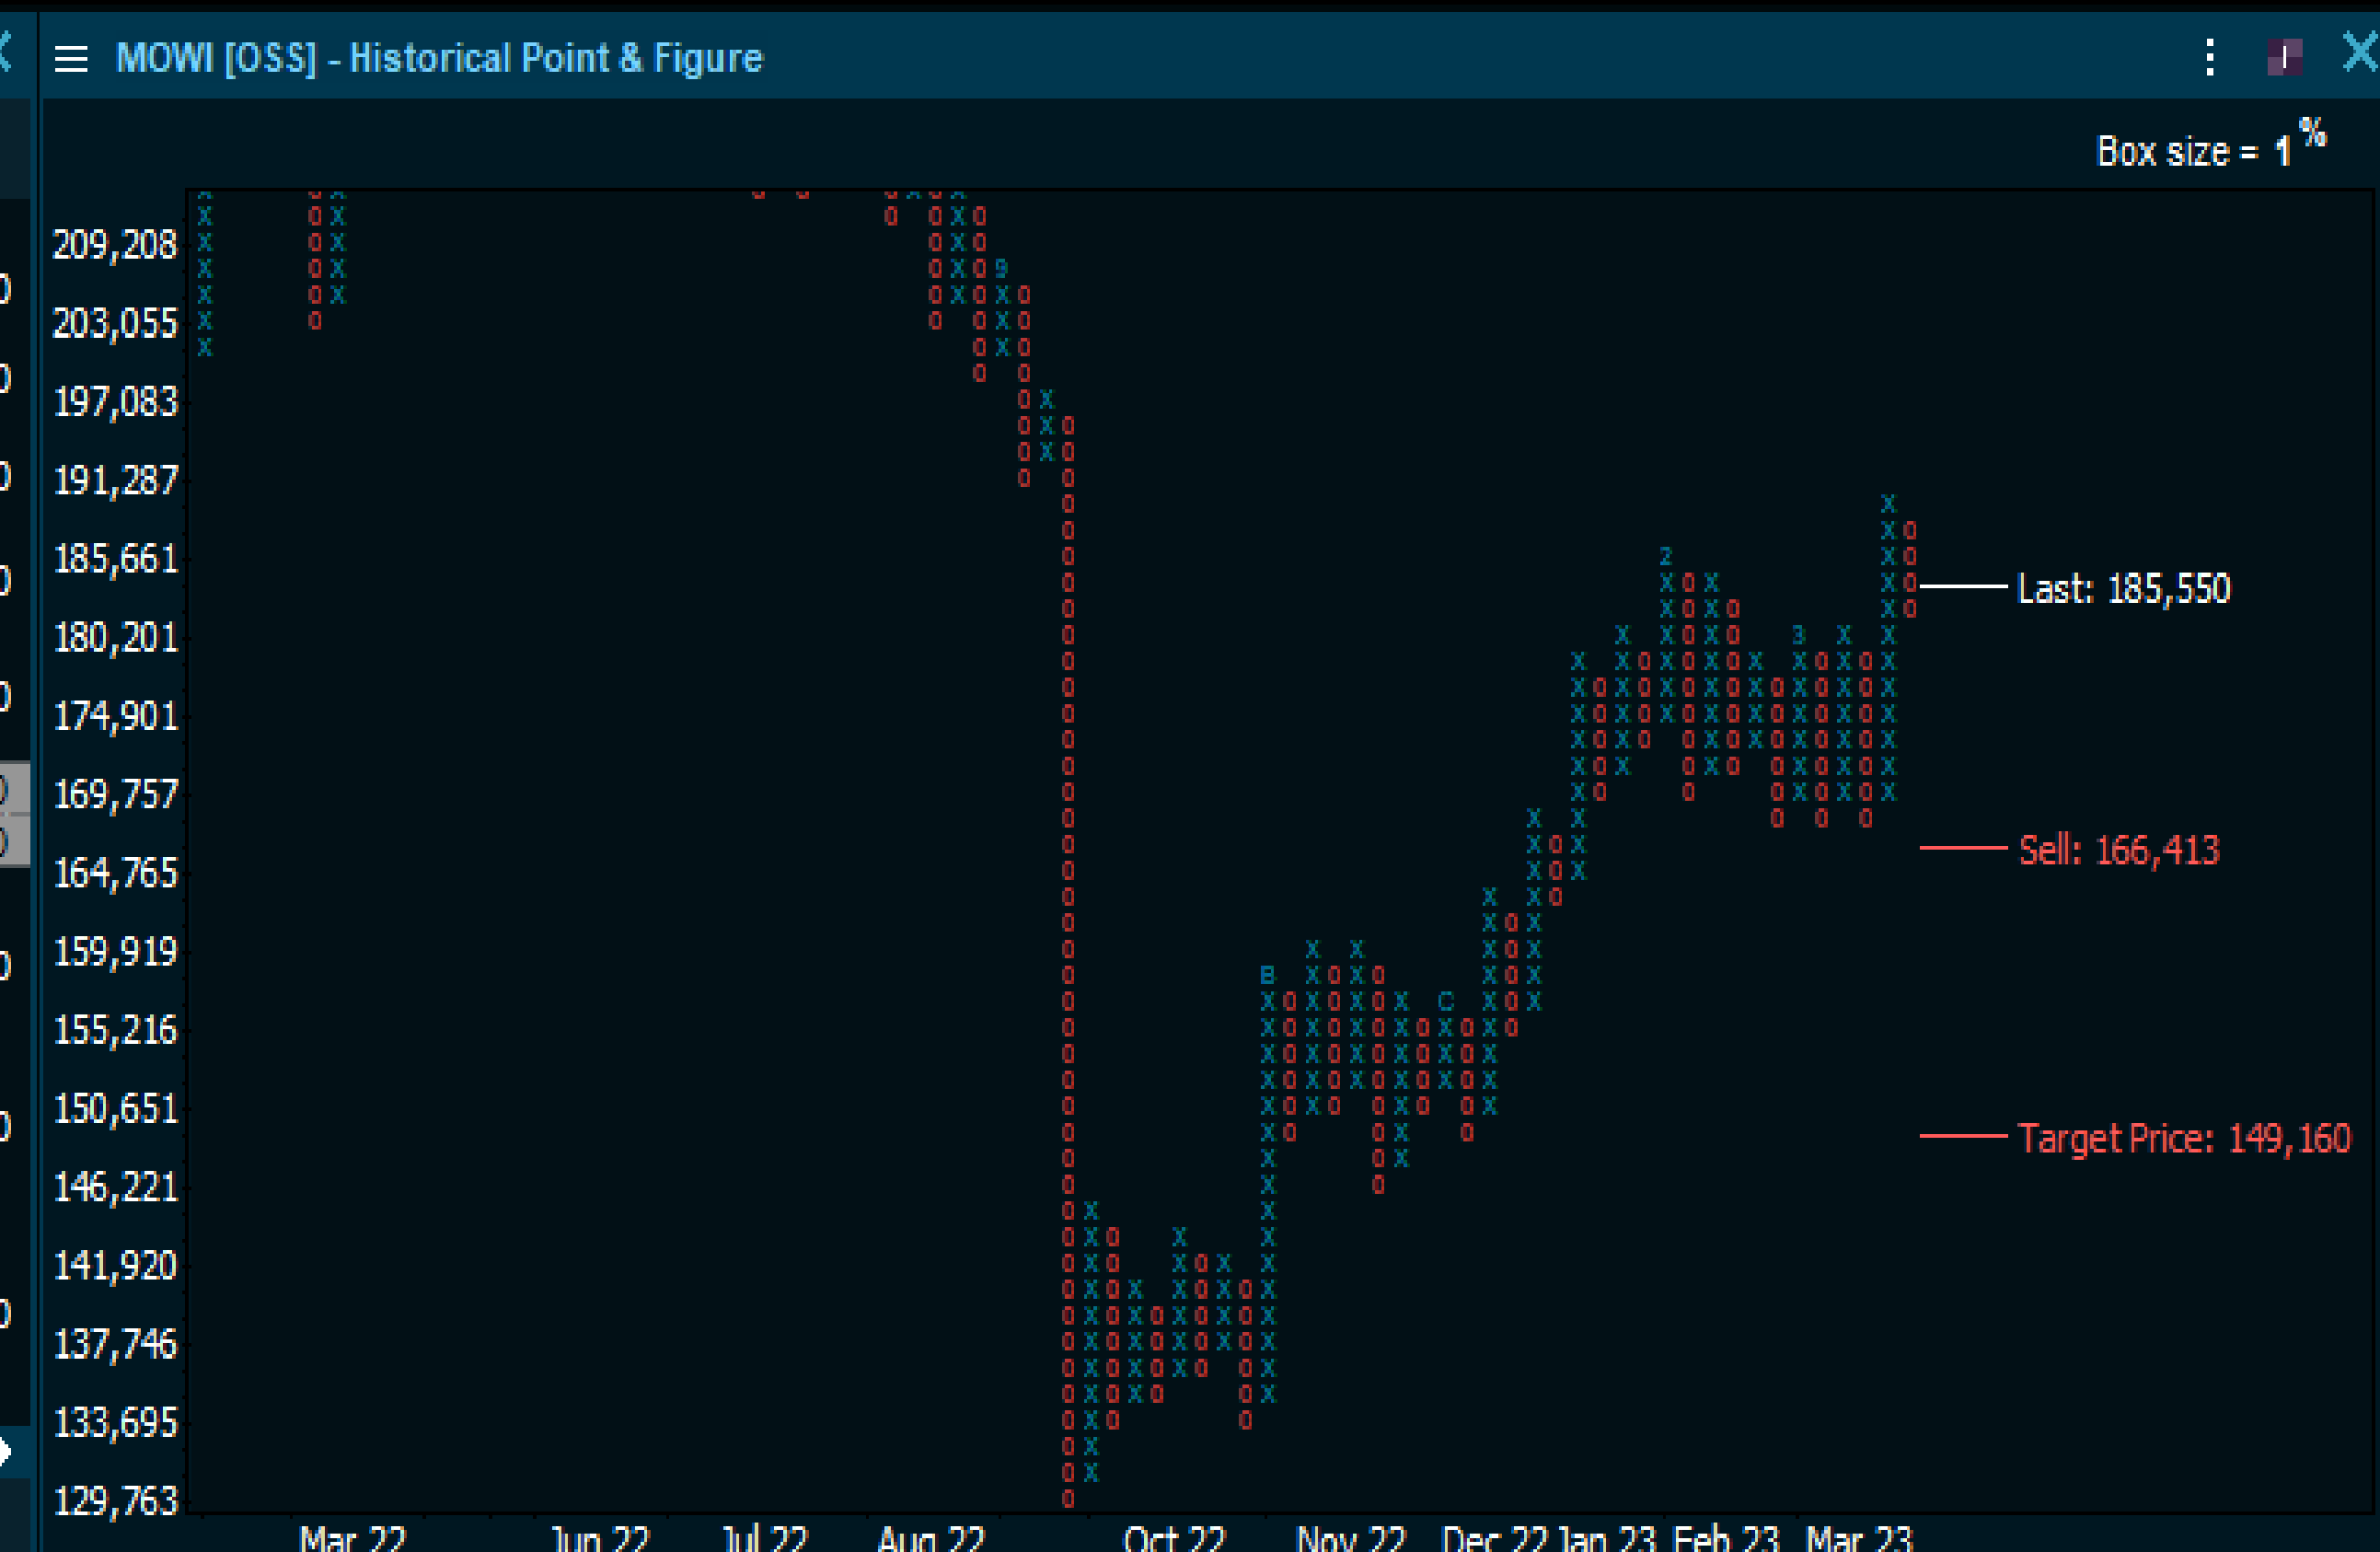 MOWI [OSS] - Historical Point & Figure
Box size = 1%
209,208
203,055
197,083
191,287
185,661
180,201
174,901
169,757
164,765
159,919
155,216
150,651
146,221
141,920
137,746
133,695
129,763
Last: 185,550
Sell: 166,413
Target Price: 149,160
Mar 22 Jun 22 Jul 22 Aug 22 Oct 22 Nov 22 Dec 22 Jan 23 Feb 23 Mar 23